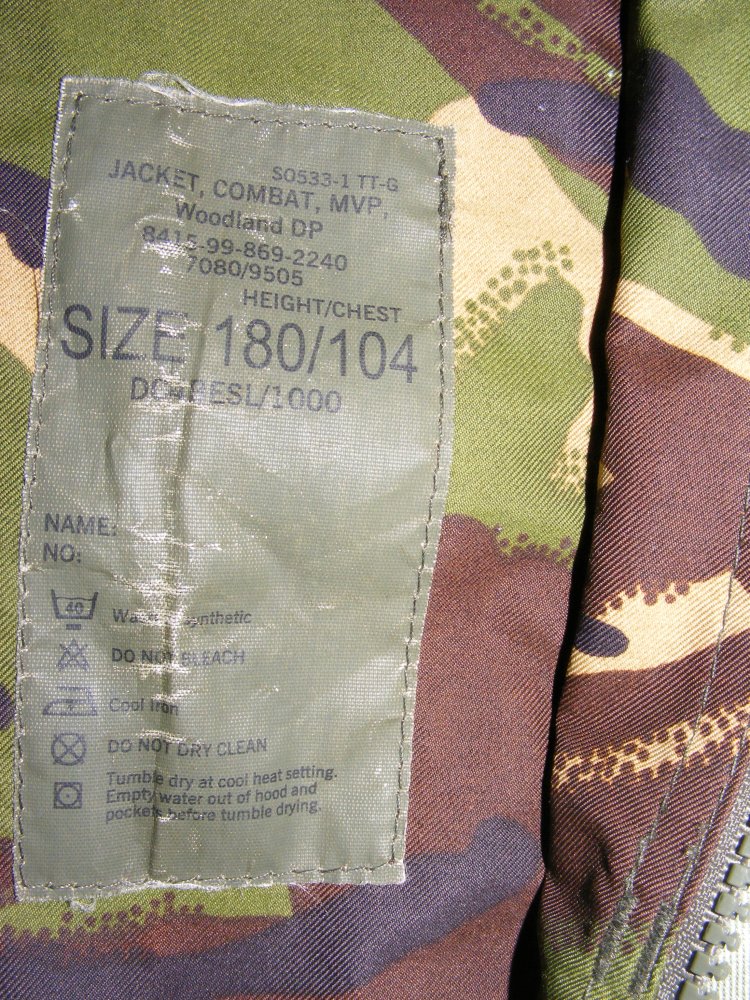 SO533-1 TT-G
JACKET, COMBAT, MVP,
Woodland DP
8415-99-869-2240
7080/9505
HEIGHT/CHEST
SIZE 180/104
NAME:
NO:
40
DO NOT BLEACH
Cool Iron
DO NOT DRY CLEAN
Tumble dry at cool heat setting.
Empty water out of hood and
pockets before tumble drying.